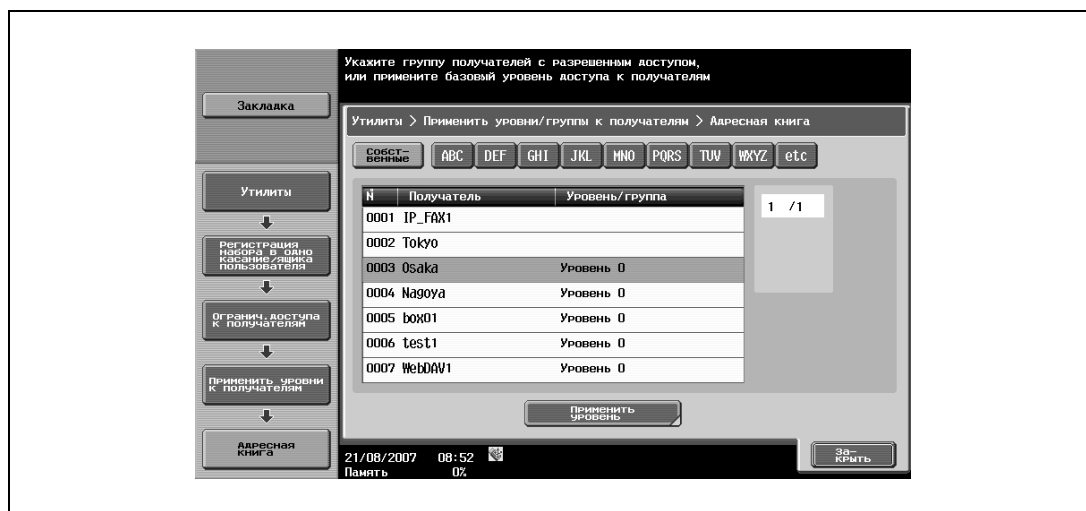 Укажите группу получателей с разрешенным доступом,
или примените базовый уровень доступа к получателям
Закладка
Утилиты > Применить уровни/группы к получателям > Адресная книга
Собст-
венные
ABC DEF GHI JKL MNO PQRS TUV WXYZ etc
Утилиты
Регистрация
набора в одно
касание/ящика
пользователя
Огранич.доступа
к получателям
Применить уровни
к получателям
Адресная
книга
N Получатель Уровень/группа
0001 IP_FAX1
0002 Tokyo
0003 Osaka Уровень 0
0004 Nagoya Уровень 0
0005 box01 Уровень 0
0006 test1 Уровень 0
0007 WebDAV1 Уровень 0
1 /1
Применить
уровень
21/08/2007 08:52
Память 0%
За-
крыть